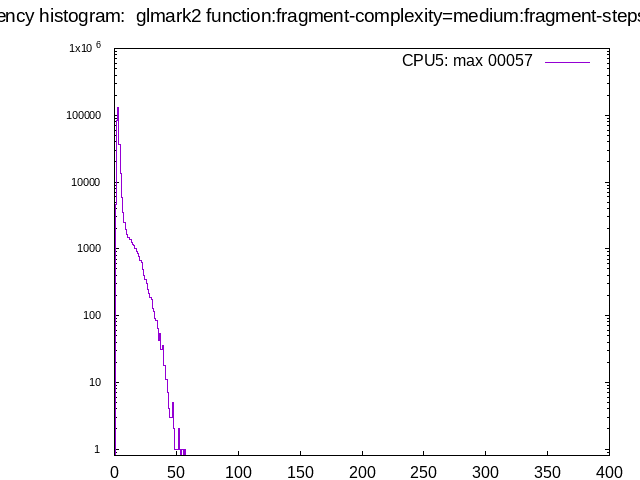 ency histogram: glmark2 function:fragment-complexity=medium:fragment-steps
1x10 6
CPU5: max 00057
100000
10000
1000
100
10
1
0 50 100 150 200 250 300 350 400